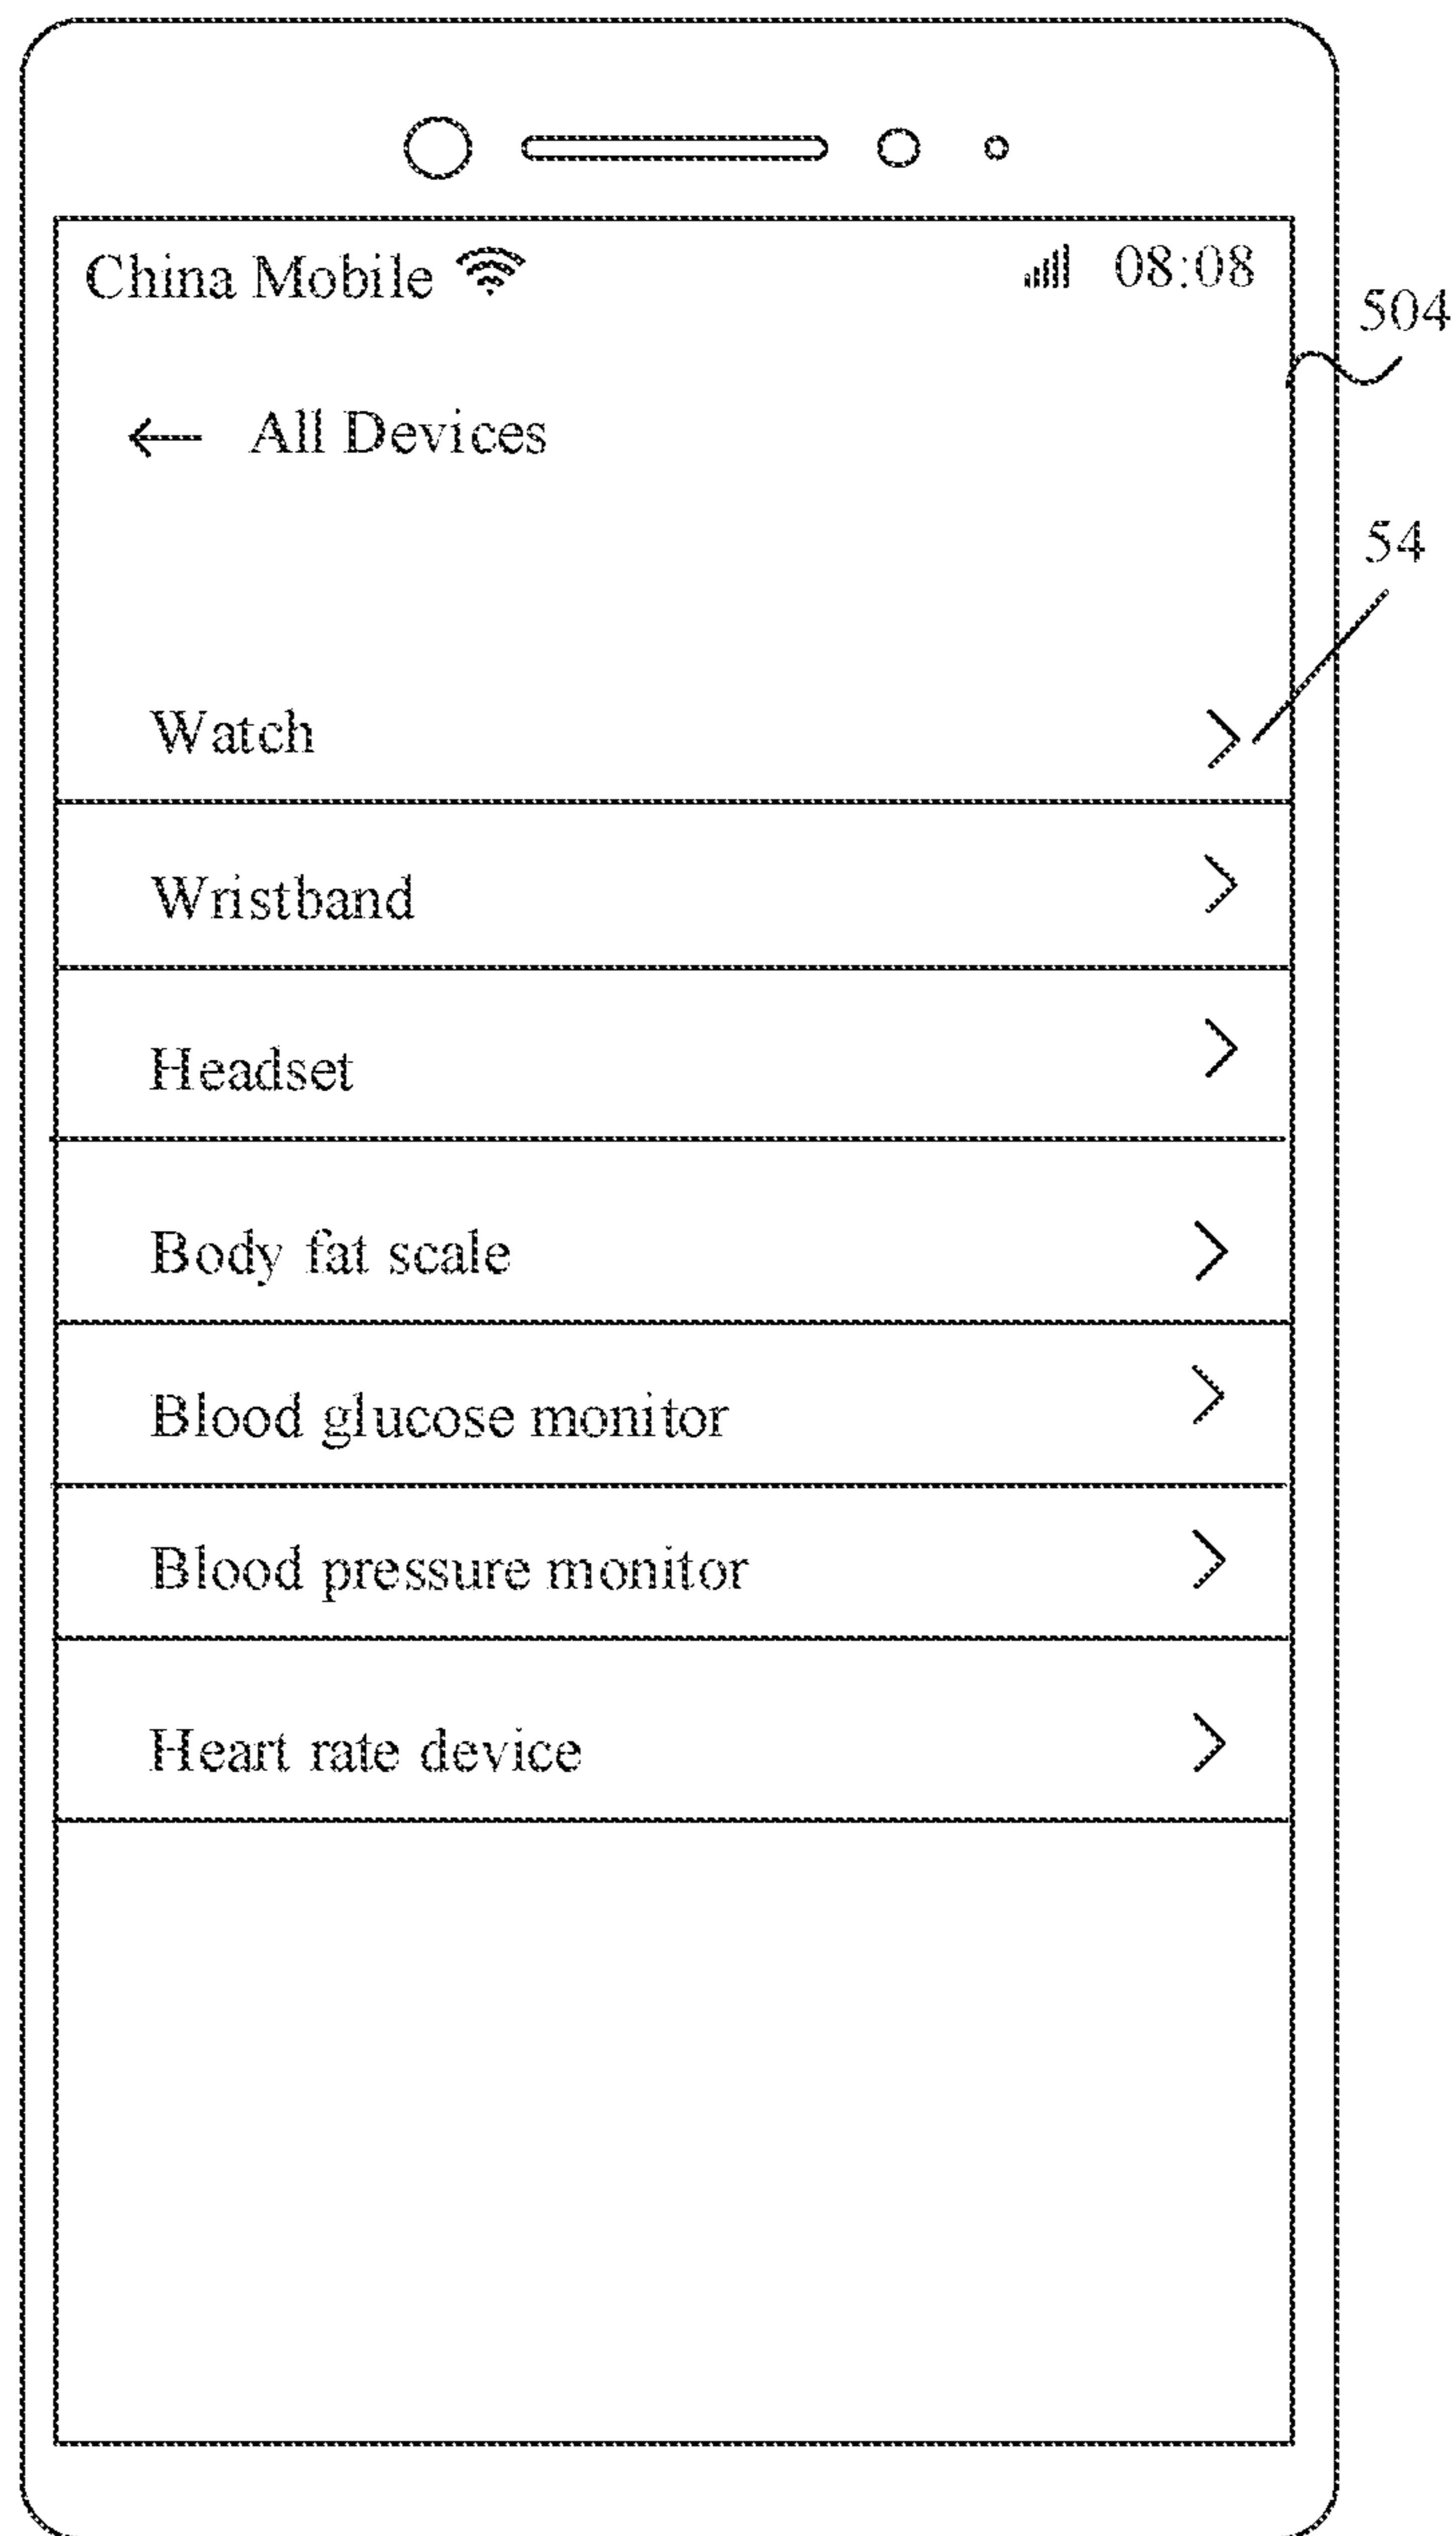 China Mobile 08:08
504
All Devices
54
Watch
Wristband
Headset
Body fat scale
Blood glucose monitor
Blood pressure monitor
Heart rate device